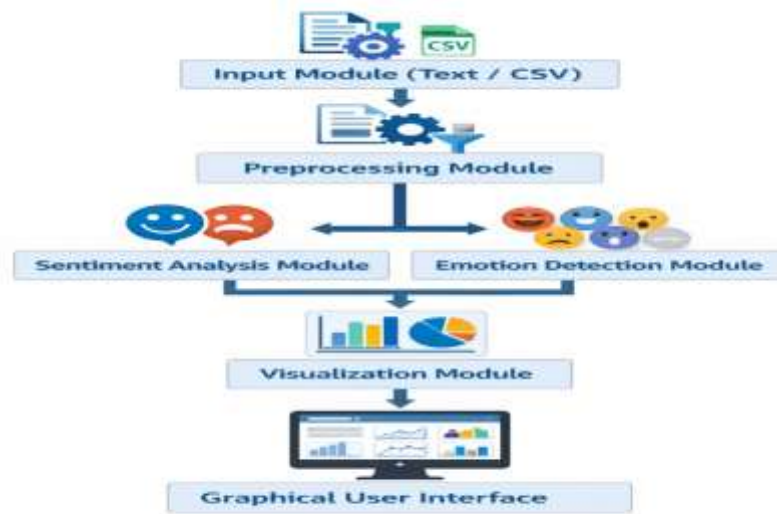 CSV
Input Module (Text / CSV)
Preprocessing Module
Sentiment Analysis Module
Emotion Detection Module
Visualization Module
Graphical User Interface